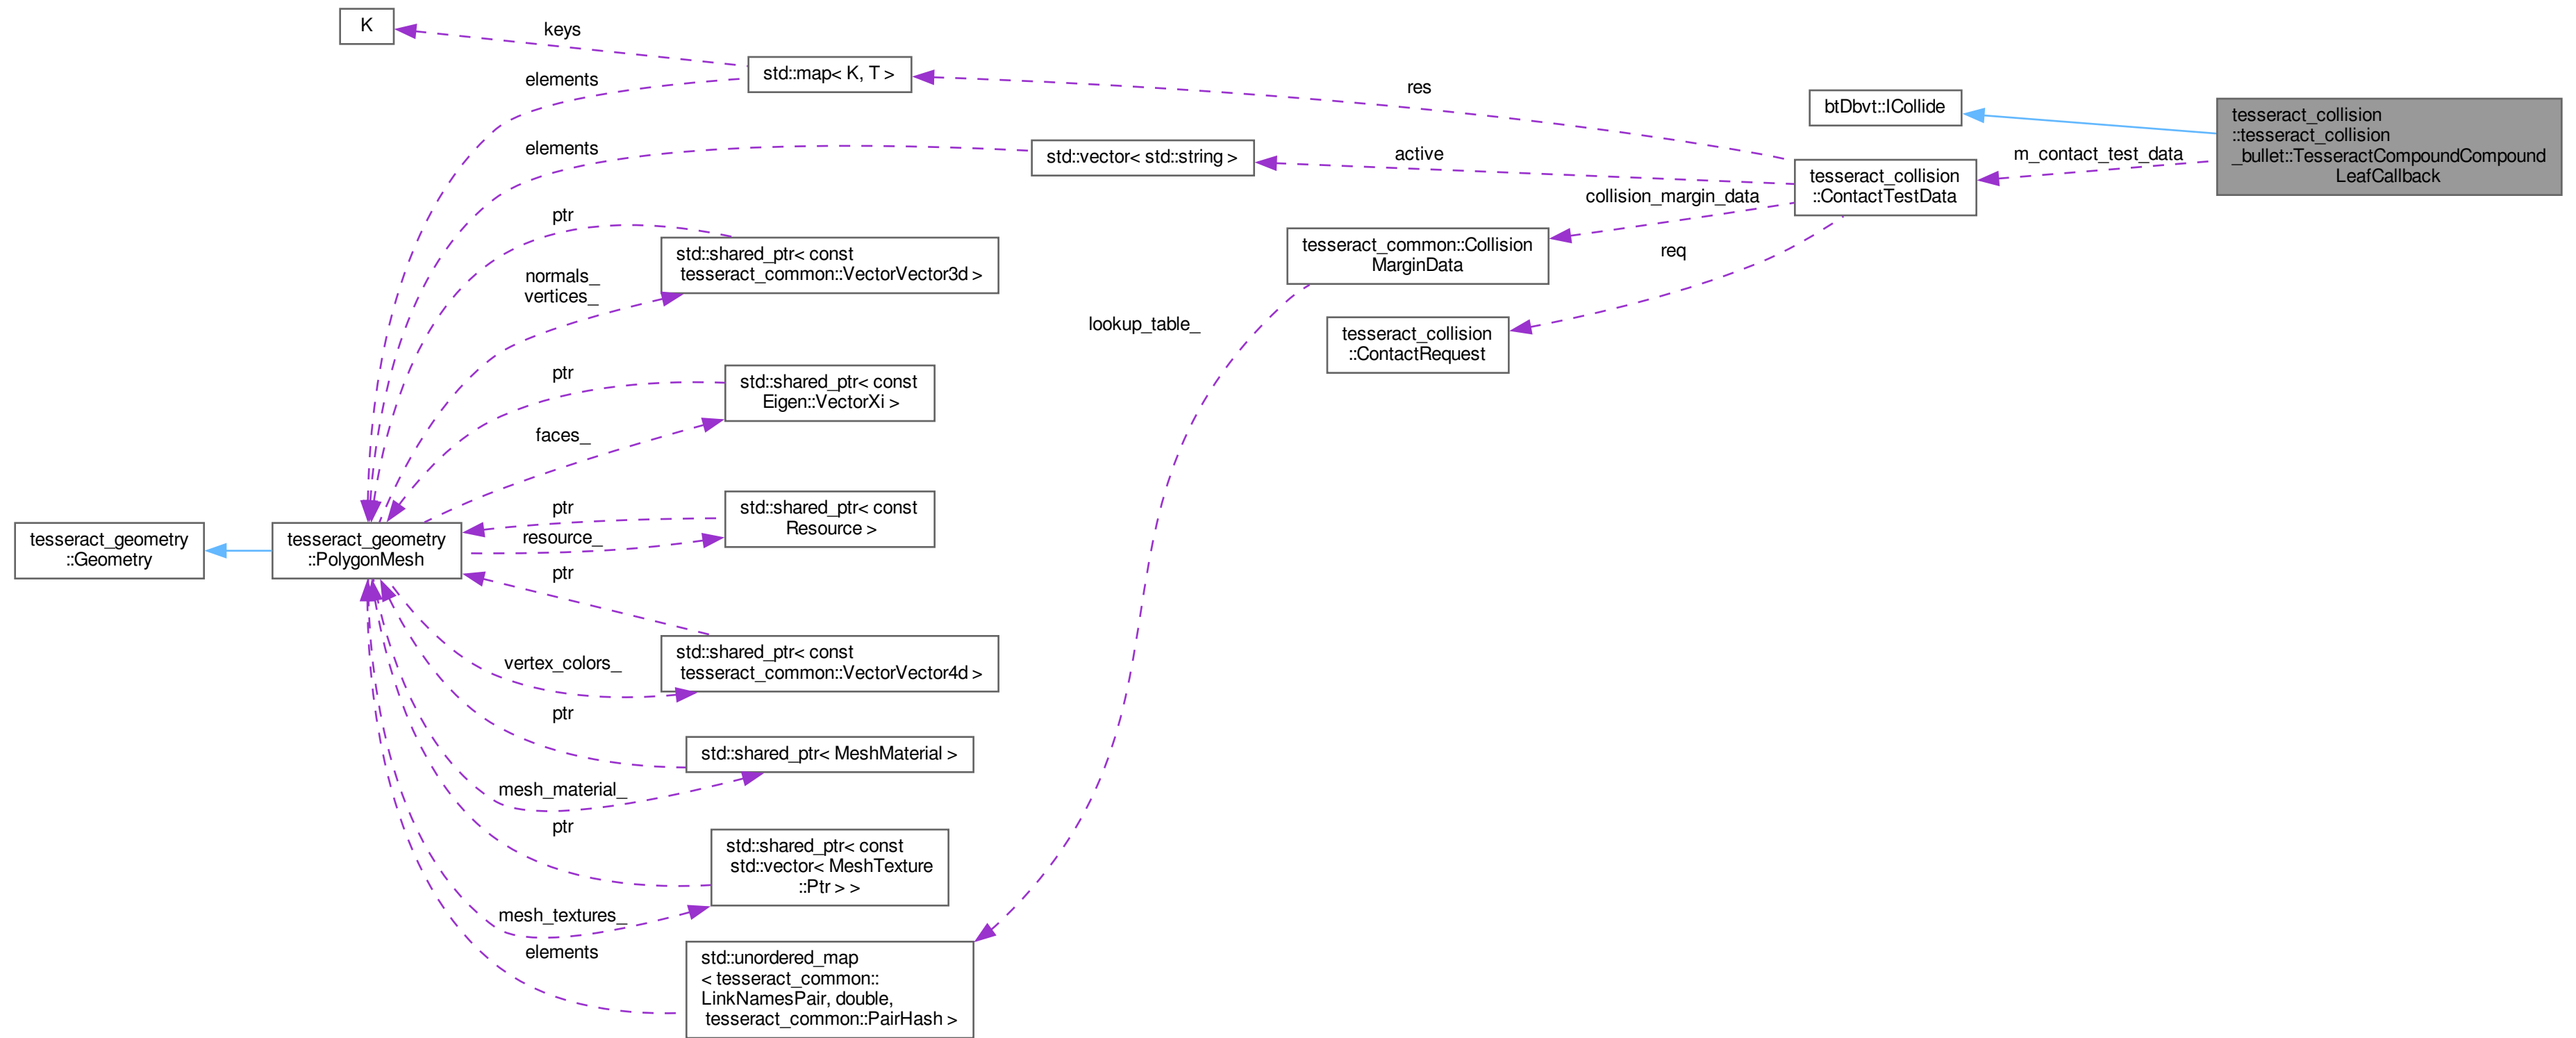 K
keys
std::map< K, T >
elements
res
btDbvt::ICollide
tesseract_collision
::tesseract_collision
_bullet::TesseractCompoundCompound
LeafCallback
elements
std::vector< std::string >
active
m_contact_test_data
tesseract_collision
::ContactTestData
collision_margin_data
ptr
std::shared_ptr< const
tesseract_common::VectorVector3d >
tesseract_common::Collision
MarginData
req
normals_
vertices_
lookup_table_
tesseract_collision
::ContactRequest
ptr
std::shared_ptr< const
Eigen::VectorXi >
faces_
ptr
std::shared_ptr< const
Resource >
resource_
tesseract_geometry
::Geometry
tesseract_geometry
::PolygonMesh
ptr
std::shared_ptr< const
tesseract_common::VectorVector4d >
vertex_colors_
ptr
std::shared_ptr< MeshMaterial >
mesh_material_
ptr
std::shared_ptr< const
std::vector< MeshTexture
::Ptr > >
mesh_textures_
elements
std::unordered_map
< tesseract_common::
LinkNamesPair, double,
tesseract_common::PairHash >